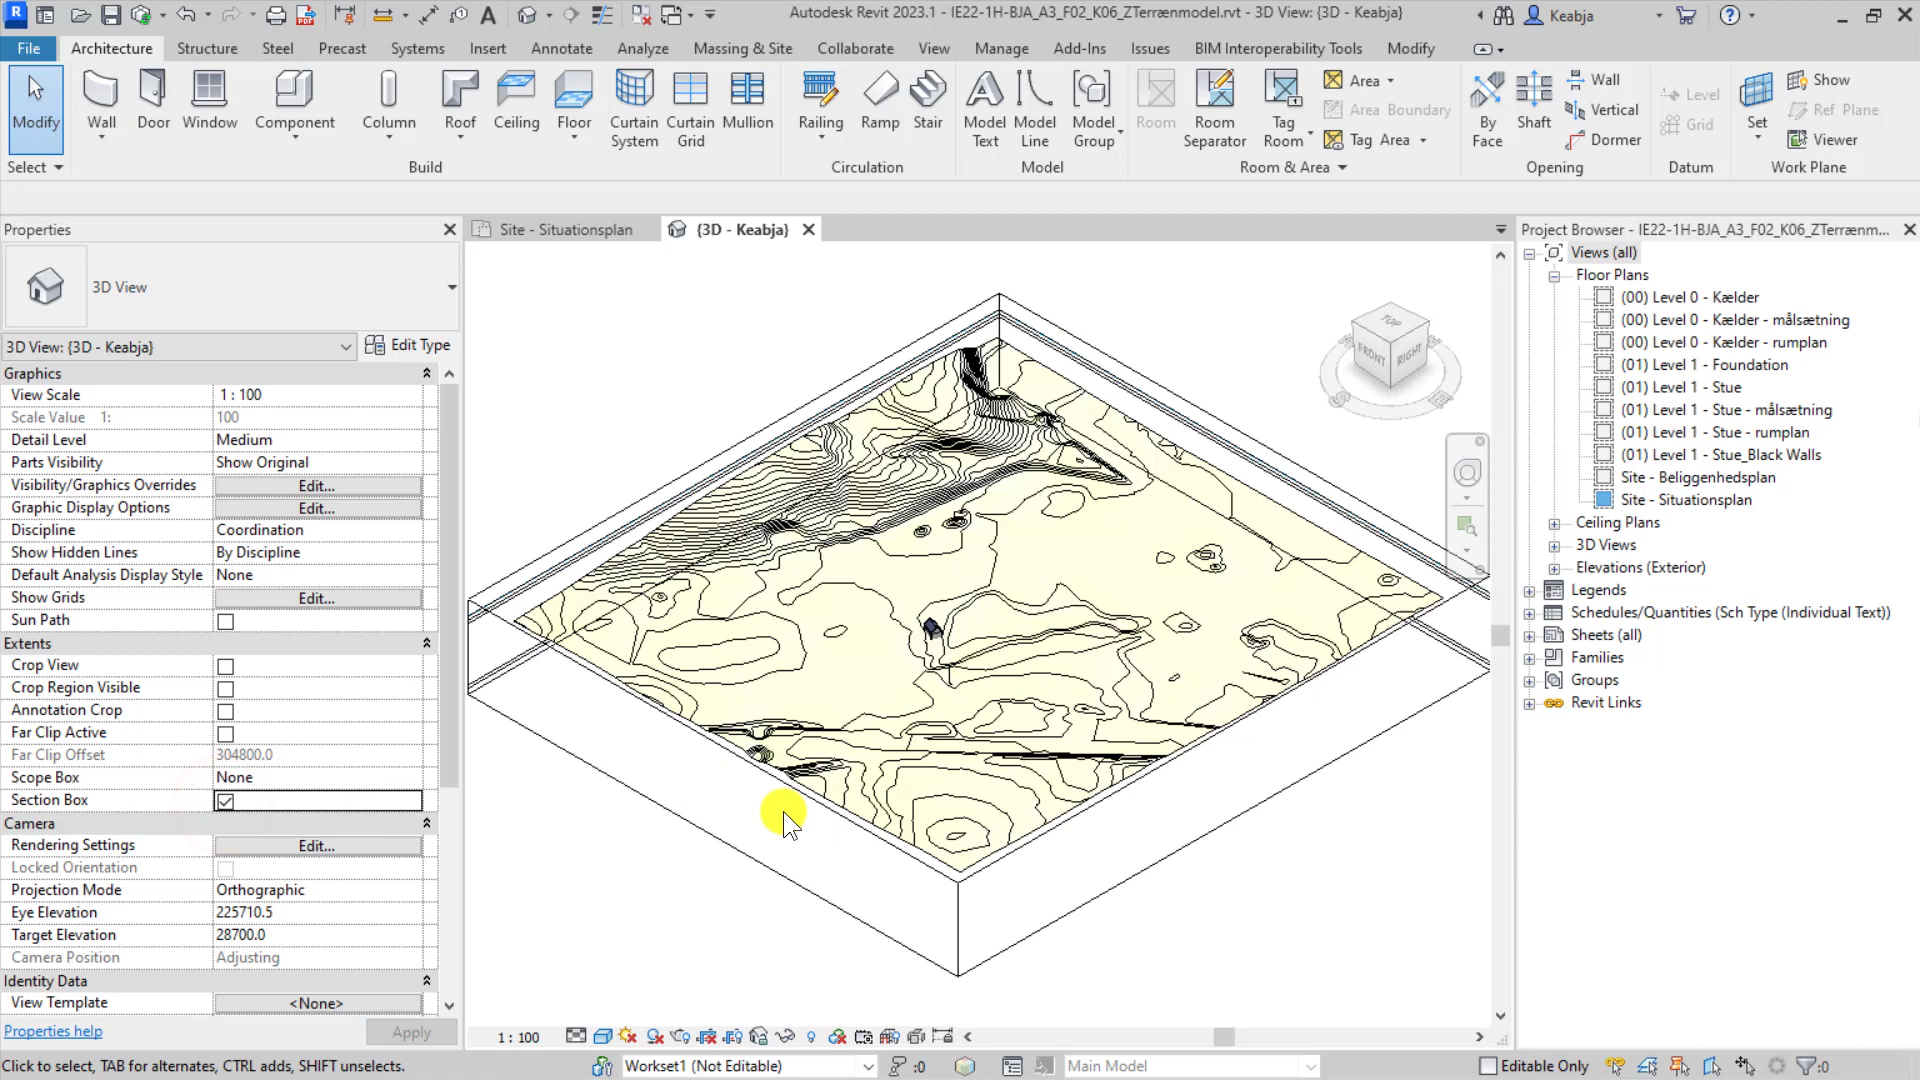 Autodesk Revit 2023.1 - IE22-1H-BJA_A3_F02_K06_ZTerrænmodel.rvt - 3D View: {3D - Keabja}
Keabja
File Architecture Structure Steel Precast Systems Insert Annotate Analyze Massing & Site Collaborate View Manage Add-Ins Issues BIM Interoperability Tools Modify
Modify Wall Door Window Component Column Roof Ceiling Floor Curtain System Curtain Grid Mullion Railing Ramp Stair Model Text Model Line Model Group Room Room Separator Tag Room Area Area Boundary Tag Area By Face Shaft Wall Vertical Dormer Level Grid Set Show Ref Plane Viewer
Select Build Circulation Model Room & Area Opening Datum Work Plane
Properties
Site - Situationsplan
{3D - Keabja}
Project Browser - IE22-1H-BJA_A3_F02_K06_ZTerrænm...
3D View
3D View: {3D - Keabja}
Edit Type
Graphics
View Scale 1 : 100
Scale Value 1: 100
Detail Level Medium
Parts Visibility Show Original
Visibility/Graphics Overrides Edit...
Graphic Display Options Edit...
Discipline Coordination
Show Hidden Lines By Discipline
Default Analysis Display Style None
Show Grids Edit...
Sun Path
Extents
Crop View
Crop Region Visible
Annotation Crop
Far Clip Active
Far Clip Offset 304800.0
Scope Box None
Section Box
Camera
Rendering Settings Edit...
Locked Orientation
Projection Mode Orthographic
Eye Elevation 225710.5
Target Elevation 28700.0
Camera Position Adjusting
Identity Data
View Template <None>
Properties help
Apply
TOP
FRONT
RIGHT
Views (all)
Floor Plans
(00) Level 0 - Kælder
(00) Level 0 - Kælder - målsætning
(00) Level 0 - Kælder - rumplan
(01) Level 1 - Foundation
(01) Level 1 - Stue
(01) Level 1 - Stue - målsætning
(01) Level 1 - Stue - rumplan
(01) Level 1 - Stue_Black Walls
Site - Beliggenhedsplan
Site - Situationsplan
Ceiling Plans
3D Views
Elevations (Exterior)
Legends
Schedules/Quantities (Sch Type (Individual Text))
Sheets (all)
Families
Groups
Revit Links
1 : 100
Click to select, TAB for alternates, CTRL adds, SHIFT unselects.
Workset1 (Not Editable)
:0
Main Model
Editable Only
:0